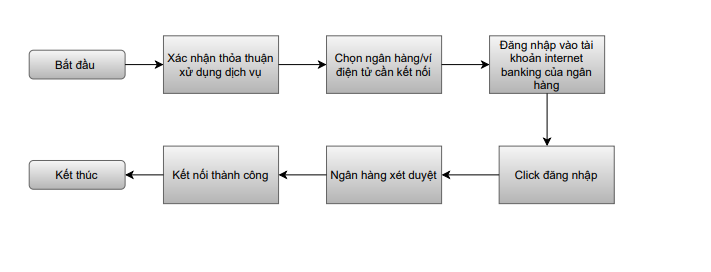 Bắt đầu
Xác nhận thỏa thuận
xử dụng dịch vụ
Chọn ngân hàng/ví
điện tử cần kết nối
Đăng nhập vào tài
khoản internet
banking của ngân
hàng
Kết thúc
Kết nối thành công
Ngân hàng xét duyệt
Click đăng nhập